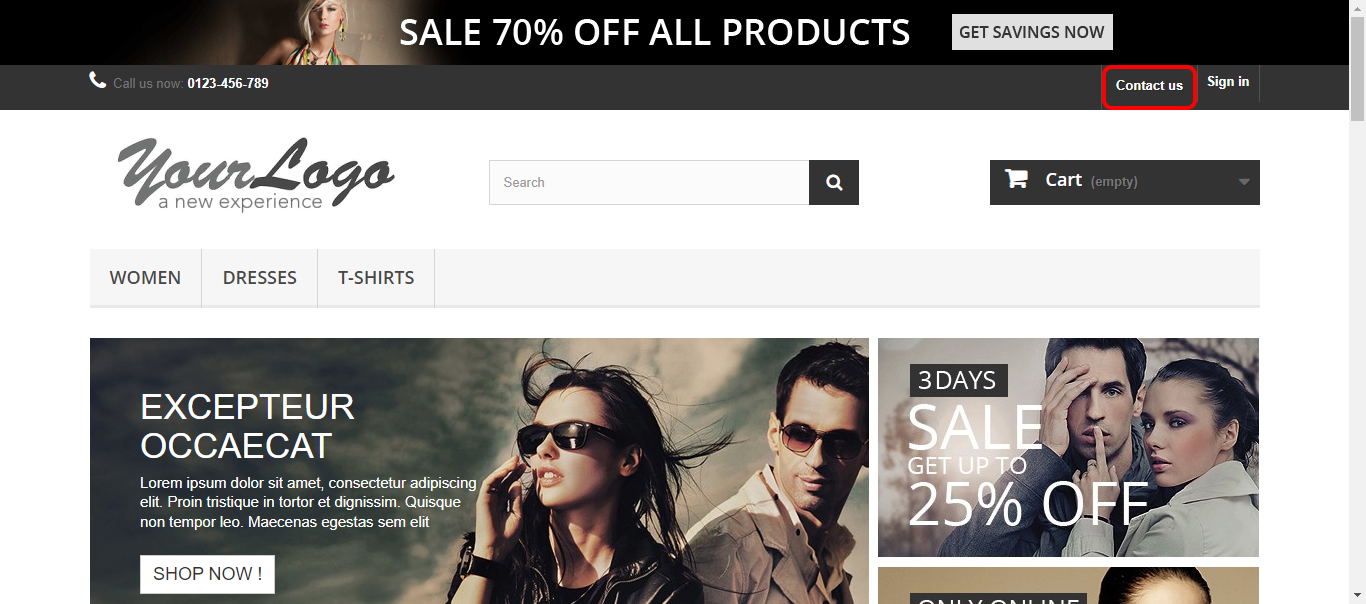 SALE 70% OFF ALL PRODUCTS GET SAVINGS NOW
Call us now: 0123-456-789 Contact us Sign in
YourLogo
a new experience
Search
Cart (empty)
WOMEN DRESSES T-SHIRTS
EXCEPTEUR
OCCAECAT
Lorem ipsum dolor sit amet, consectetur adipiscing
elit. Proin tristique in tortor et dignissim. Quisque
non tempor leo. Maecenas egestas sem elit
SHOP NOW !
3DAYS
SALE
GET UP TO
25% OFF
ONLY ONLINE